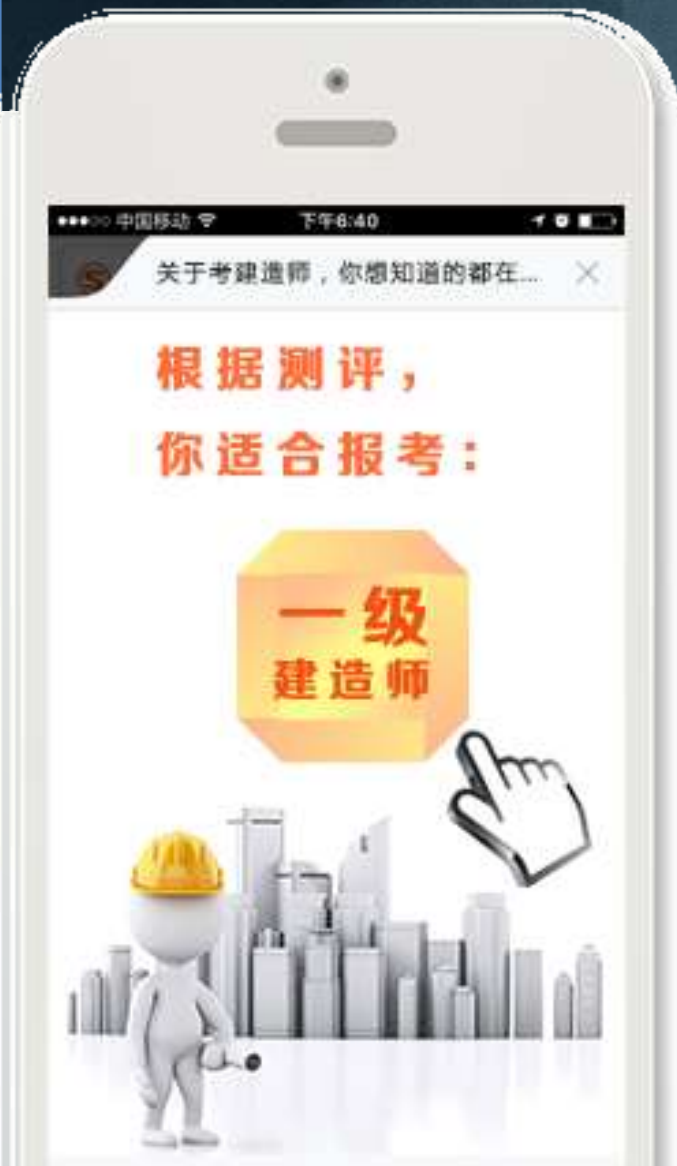 中国移动 下午6:40
关于考建造师，你想知道的都在...
根据测评，
你适合报考：
一级
建造师